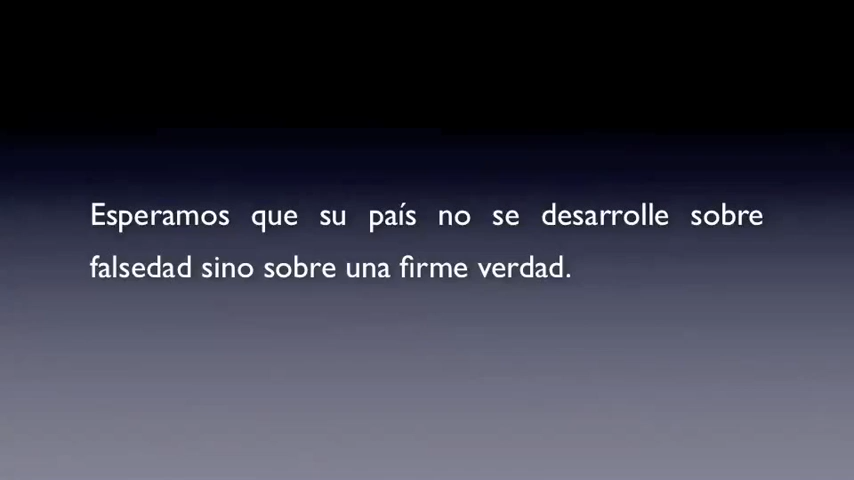 Esperamos que su país no se desarrolle sobre
falsedad sino sobre una firme verdad.